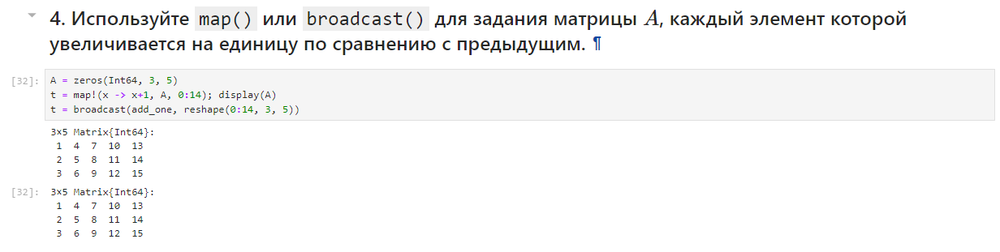 4. Используйте map() или broadcast() для задания матрицы A, каждый элемент которой
увеличивается на единицу по сравнению с предыдущим. ¶
[32]: A = zeros(Int64, 3, 5)
t = map!(x -> x+1, A, 0:14); display(A)
t = broadcast(add_one, reshape(0:14, 3, 5))
3×5 Matrix{Int64}:
1 4 7 10 13
2 5 8 11 14
3 6 9 12 15
[32]: 3×5 Matrix{Int64}:
1 4 7 10 13
2 5 8 11 14
3 6 9 12 15